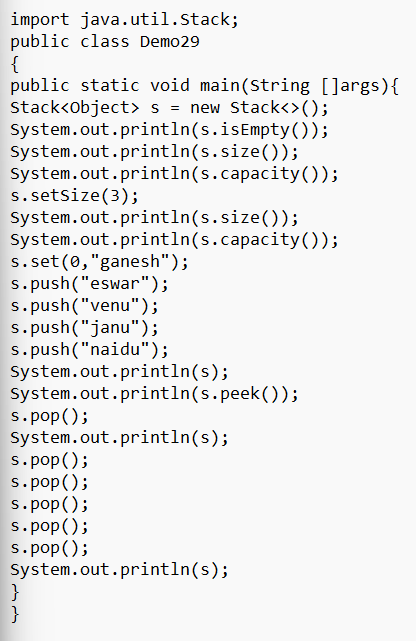 import java.util.Stack;
public class Demo29
{
public static void main(String []args){
Stack<Object> s = new Stack<>();
System.out.println(s.isEmpty());
System.out.println(s.size());
System.out.println(s.capacity());
s.setSize(3);
System.out.println(s.size());
System.out.println(s.capacity());
s.set(0,"ganesh");
s.push("eswar");
s.push("venu");
s.push("janu");
s.push("naidu");
System.out.println(s);
System.out.println(s.peek());
s.pop();
System.out.println(s);
s.pop();
s.pop();
s.pop();
s.pop();
s.pop();
System.out.println(s);
}
}